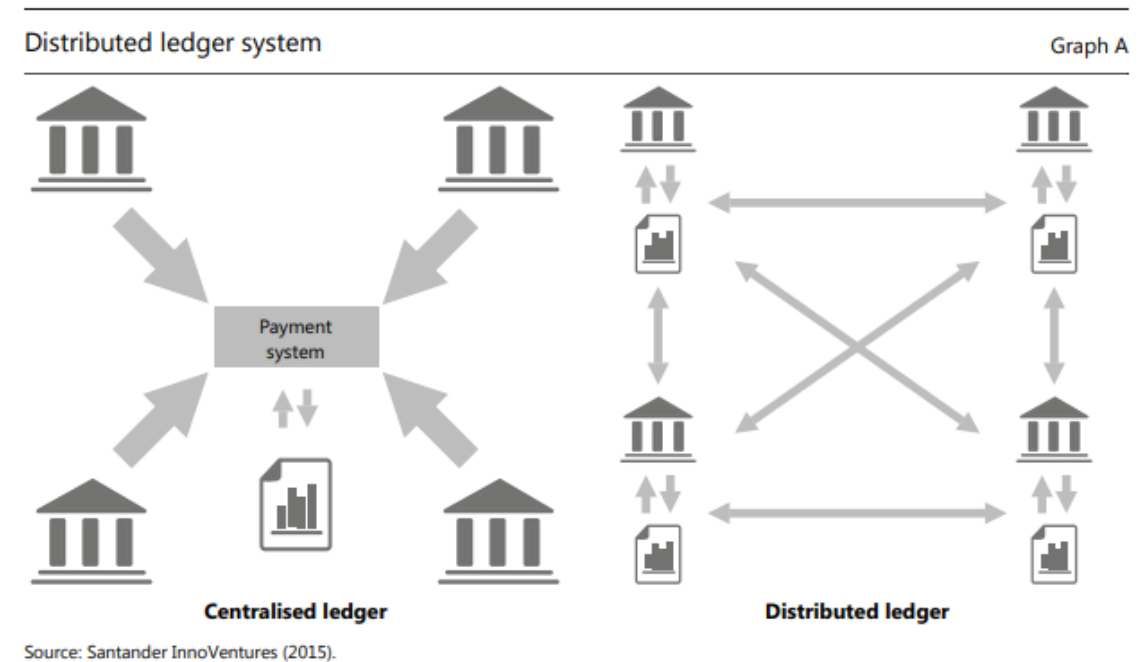 Distributed ledger system
Graph A
Payment
system
Centralised ledger
Distributed ledger
Source: Santander InnoVentures (2015).